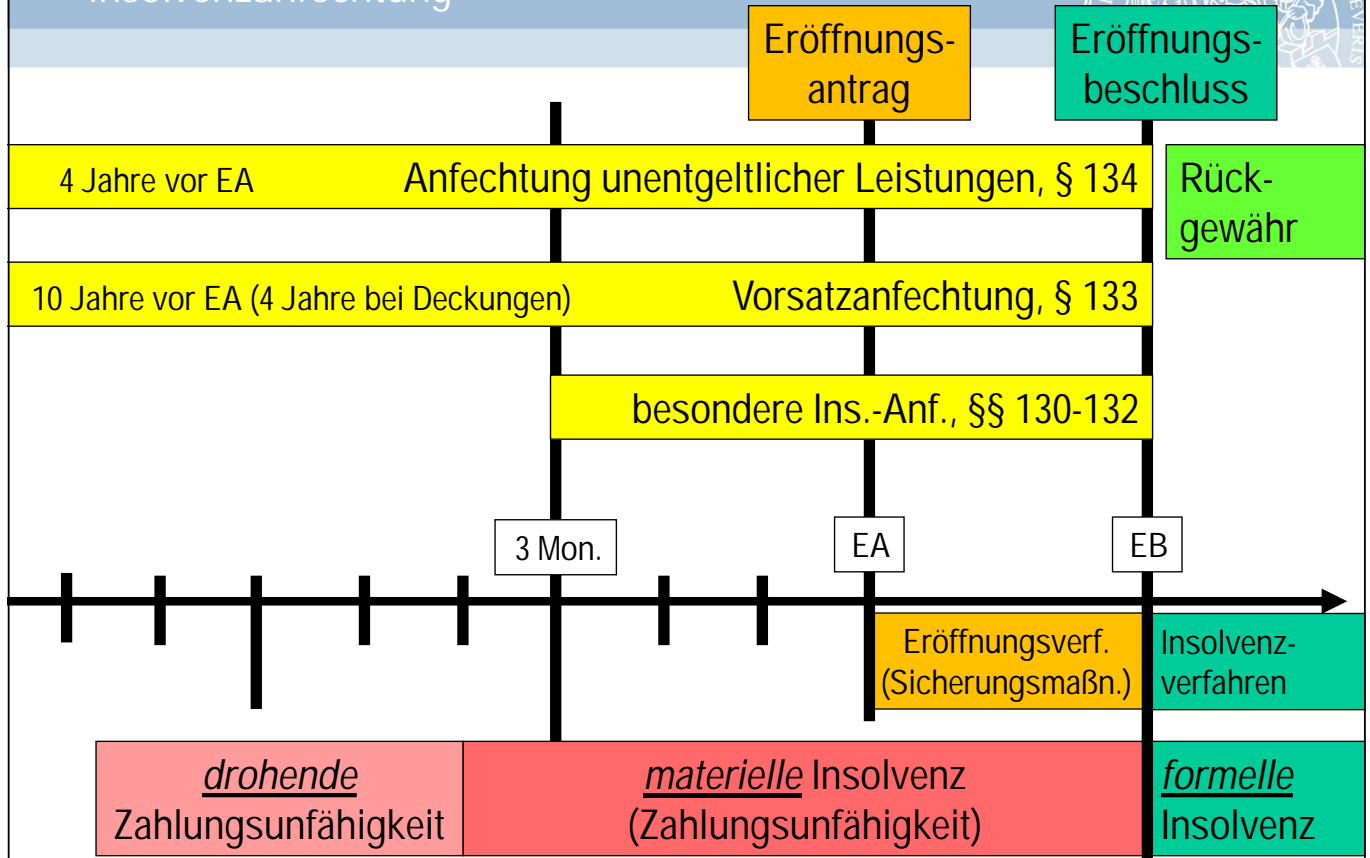 Insolvenzanfechtung
Eröffnungs-
antrag
Eröffnungs-
beschluss
4 Jahre vor EA Anfechtung unentgeltlicher Leistungen, § 134
Rück-
gewähr
10 Jahre vor EA (4 Jahre bei Deckungen) Vorsatzanfechtung, § 133
besondere Ins.-Anf., §§ 130-132
3 Mon.
EA
EB
Eröffnungsverf.
(Sicherungsmaßn.)
Insolvenz-
verfahren
drohende
Zahlungsunfähigkeit
materielle Insolvenz
(Zahlungsunfähigkeit)
formelle
Insolvenz